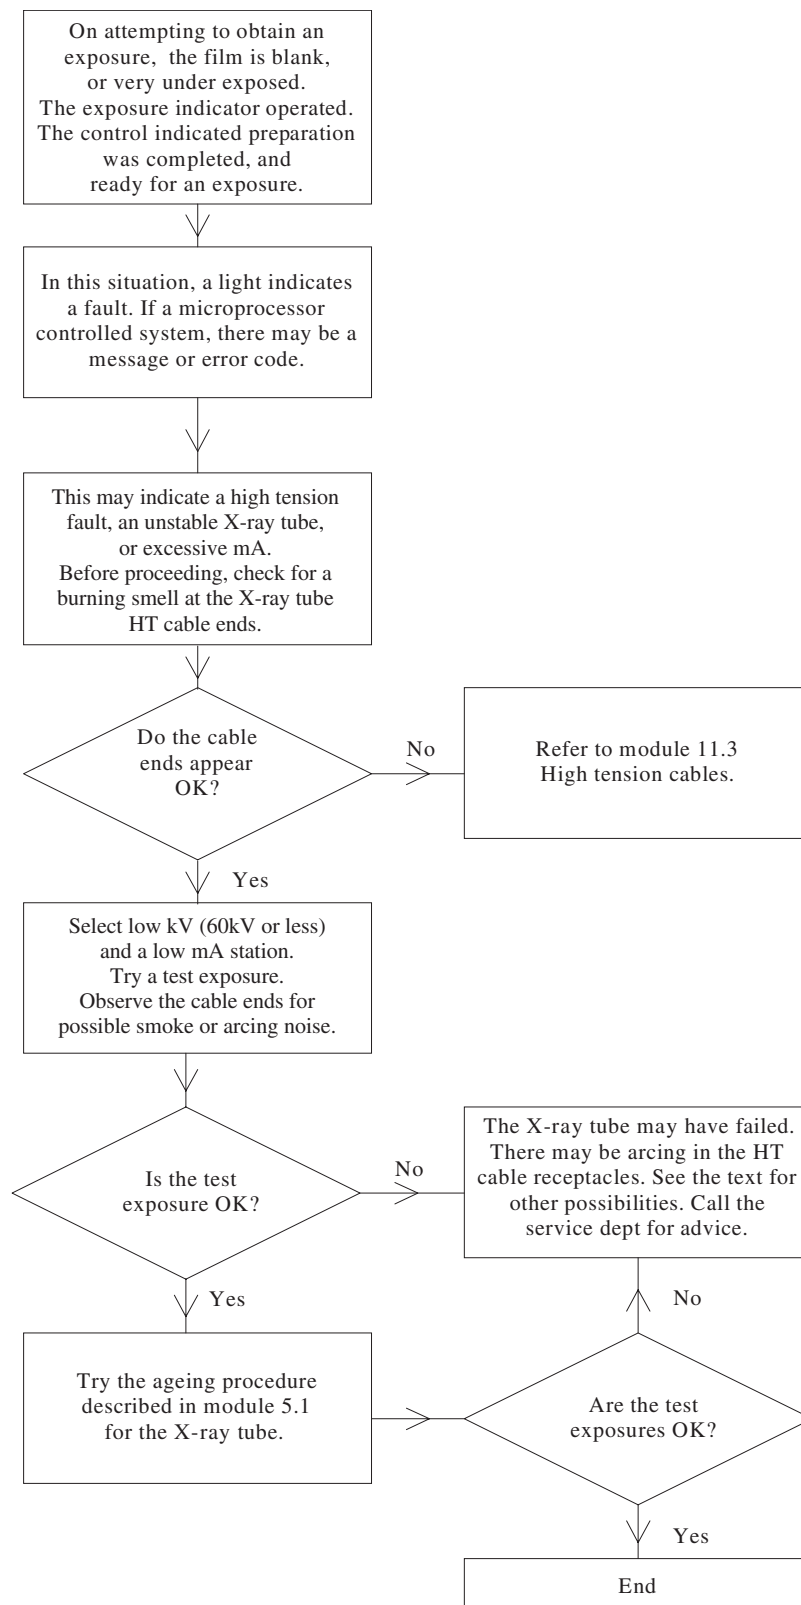 On attempting to obtain an
exposure, the film is blank,
or very under exposed.
The exposure indicator operated.
The control indicated preparation
was completed, and
ready for an exposure.
In this situation, a light indicates
a fault. If a microprocessor
controlled system, there may be a
message or error code.
This may indicate a high tension
fault, an unstable X-ray tube,
or excessive mA.
Before proceeding, check for a
burning smell at the X-ray tube
HT cable ends.
Do the cable
ends appear
OK?
No
Refer to module 11.3
High tension cables.
Yes
Select low kV (60kV or less)
and a low mA station.
Try a test exposure.
Observe the cable ends for
possible smoke or arcing noise.
Is the test
exposure OK?
No
The X-ray tube may have failed.
There may be arcing in the HT
cable receptacles. See the text for
other possibilities. Call the
service dept for advice.
Yes
No
Try the ageing procedure
described in module 5.1
for the X-ray tube.
Are the test
exposures OK?
Yes
End